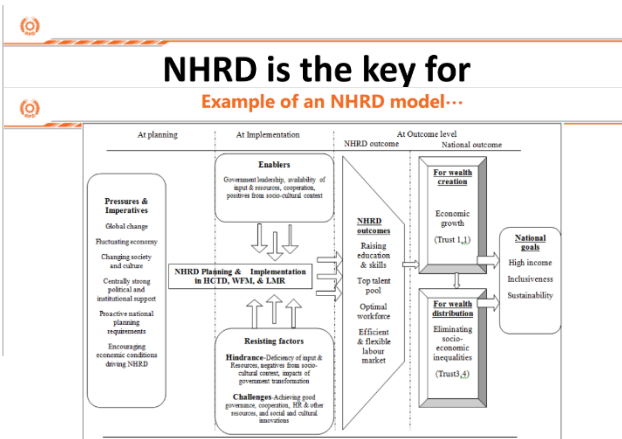 NHRD is the key for
Example of an NHRD model…
At planning
At Implementation
At Outcome level
NHRD outcome
National outcome
Pressures &
Imperatives
Global change
Fluctuating economy
Changing society
and culture
Centrally strong
political and
institutional support
Proactive national
planning
requirements
Encouraging
economic conditions
driving NHRD
Enablers
Government leadership, availability of
input & resources, cooperation,
positives from socio-cultural context
NHRD Planning & Implementation
in HCTD, WFM, & LMR
Resisting factors
Hindrance-Deficiency of input &
Resources, negatives from socio-
cultural context, impacts of
government transformation
Challenges-Achieving good
governance, cooperation, HR & other
resources, and social and cultural
innovations
NHRD
outcomes
Raising
education
& skills
Top talent
pool
Optimal
workforce
Efficient
& flexible
labour
market
For wealth
creation
Economic
growth
(Trust 1,1)
For wealth
distribution
Eliminating
socio-
economic
inequalities
(Trust3,4)
National
goals
High income
Inclusiveness
Sustainability